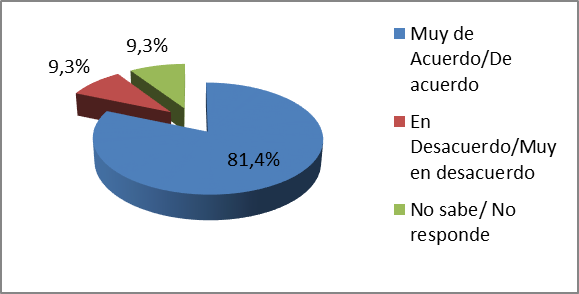 9,3%
9,3%
81,4%
Muy de
Acuerdo/De
acuerdo
En
Desacuerdo/Muy
en desacuerdo
No sabe/ No
responde